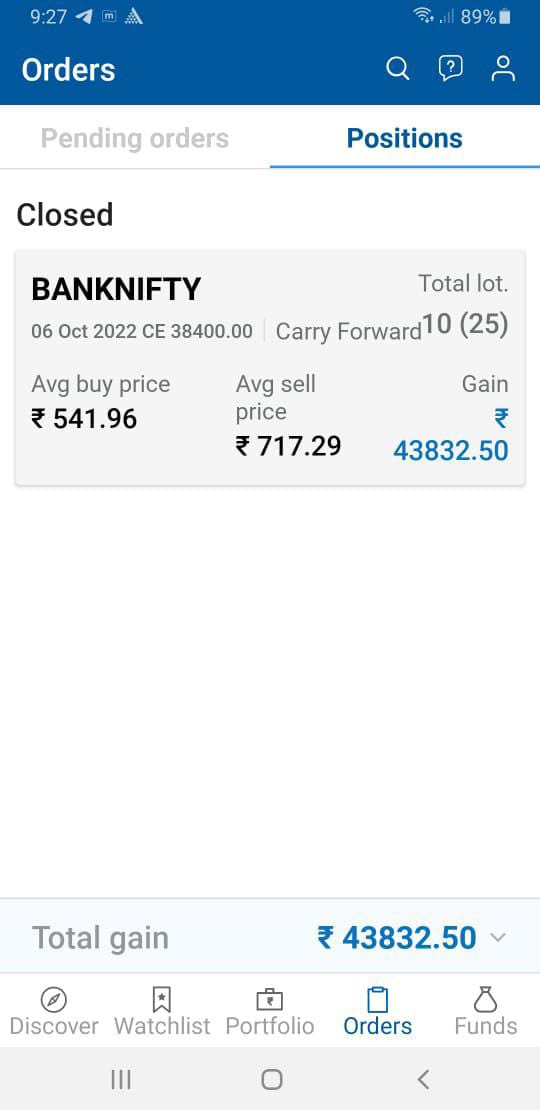 9:27 89%
Orders
Pending orders Positions
Closed
BANKNIFTY Total lot.
06 Oct 2022 CE 38400.00 Carry Forward 10 (25)
Avg buy price Avg sell price Gain
₹ 541.96 ₹ 717.29 ₹ 43832.50
Total gain ₹ 43832.50
Discover Watchlist Portfolio Orders Funds